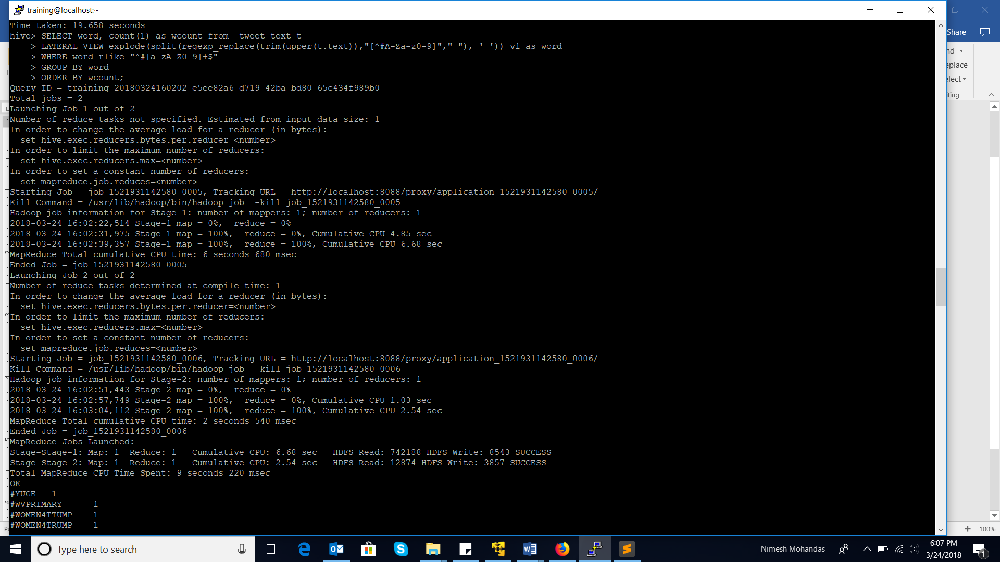 training@localhost:~
Time taken: 19.658 seconds
hive> SELECT word, count(1) as wcount from  tweet_text t
    > LATERAL VIEW explode(split(regexp_replace(trim(upper(t.text)),"[^#A-Za-z0-9]"," "), ' ')) v1 as word
    > WHERE word rlike "^#[a-zA-Z0-9]+$"
    > GROUP BY word
    > ORDER BY wcount;
Query ID = training_20180324160202_e5ee82a6-d719-42ba-bd80-65c434f989b0
Total jobs = 2
Launching Job 1 out of 2
Number of reduce tasks not specified. Estimated from input data size: 1
In order to change the average load for a reducer (in bytes):
  set hive.exec.reducers.bytes.per.reducer=<number>
In order to limit the maximum number of reducers:
  set hive.exec.reducers.max=<number>
In order to set a constant number of reducers:
  set mapreduce.job.reduces=<number>
Starting Job = job_1521931142580_0005, Tracking URL = http://localhost:8088/proxy/application_1521931142580_0005/
Kill Command = /usr/lib/hadoop/bin/hadoop job  -kill job_1521931142580_0005
Hadoop job information for Stage-1: number of mappers: 1; number of reducers: 1
2018-03-24 16:02:22,514 Stage-1 map = 0%,  reduce = 0%
2018-03-24 16:02:31,975 Stage-1 map = 100%,  reduce = 0%, Cumulative CPU 4.85 sec
2018-03-24 16:02:39,357 Stage-1 map = 100%,  reduce = 100%, Cumulative CPU 6.68 sec
MapReduce Total cumulative CPU time: 6 seconds 680 msec
Ended Job = job_1521931142580_0005
Launching Job 2 out of 2
Number of reduce tasks determined at compile time: 1
In order to change the average load for a reducer (in bytes):
  set hive.exec.reducers.bytes.per.reducer=<number>
In order to limit the maximum number of reducers:
  set hive.exec.reducers.max=<number>
In order to set a constant number of reducers:
  set mapreduce.job.reduces=<number>
Starting Job = job_1521931142580_0006, Tracking URL = http://localhost:8088/proxy/application_1521931142580_0006/
Kill Command = /usr/lib/hadoop/bin/hadoop job  -kill job_1521931142580_0006
Hadoop job information for Stage-2: number of mappers: 1; number of reducers: 1
2018-03-24 16:02:51,443 Stage-2 map = 0%,  reduce = 0%
2018-03-24 16:02:57,749 Stage-2 map = 100%,  reduce = 0%, Cumulative CPU 1.03 sec
2018-03-24 16:03:04,112 Stage-2 map = 100%,  reduce = 100%, Cumulative CPU 2.54 sec
MapReduce Total cumulative CPU time: 2 seconds 540 msec
Ended Job = job_1521931142580_0006
MapReduce Jobs Launched:
Stage-Stage-1: Map: 1  Reduce: 1   Cumulative CPU: 6.68 sec   HDFS Read: 742188 HDFS Write: 8543 SUCCESS
Stage-Stage-2: Map: 1  Reduce: 1   Cumulative CPU: 2.54 sec   HDFS Read: 12874 HDFS Write: 3857 SUCCESS
Total MapReduce CPU Time Spent: 9 seconds 220 msec
OK
#YUGE   1
#WVPRIMARY      1
#WOMEN4TTUMP    1
#WOMEN4TRUMP    1
Share
nd
eplace
elect
iting
100%
Type here to search
Nimesh Mohandas
6:07 PM
3/24/2018
1